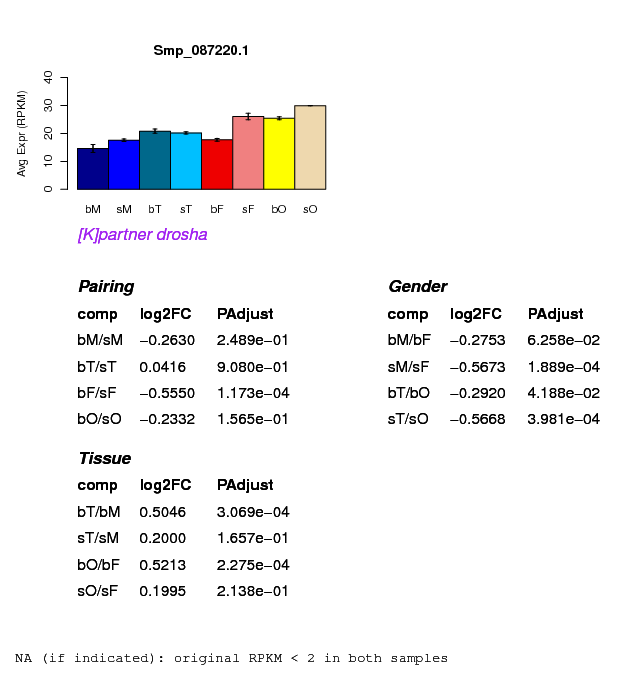 Smp_087220.1
Avg Expr (RPKM)
40
30
20
10
0
bM sM bT sT bF sF bO sO
[K]partner drosha
Pairing
comp log2FC PAdjust
bM/sM −0.2630 2.489e−01
bT/sT 0.0416 9.080e−01
bF/sF −0.5550 1.173e−04
bO/sO −0.2332 1.565e−01
Gender
comp log2FC PAdjust
bM/bF −0.2753 6.258e−02
sM/sF −0.5673 1.889e−04
bT/bO −0.2920 4.188e−02
sT/sO −0.5668 3.981e−04
Tissue
comp log2FC PAdjust
bT/bM 0.5046 3.069e−04
sT/sM 0.2000 1.657e−01
bO/bF 0.5213 2.275e−04
sO/sF 0.1995 2.138e−01
NA (if indicated): original RPKM < 2 in both samples